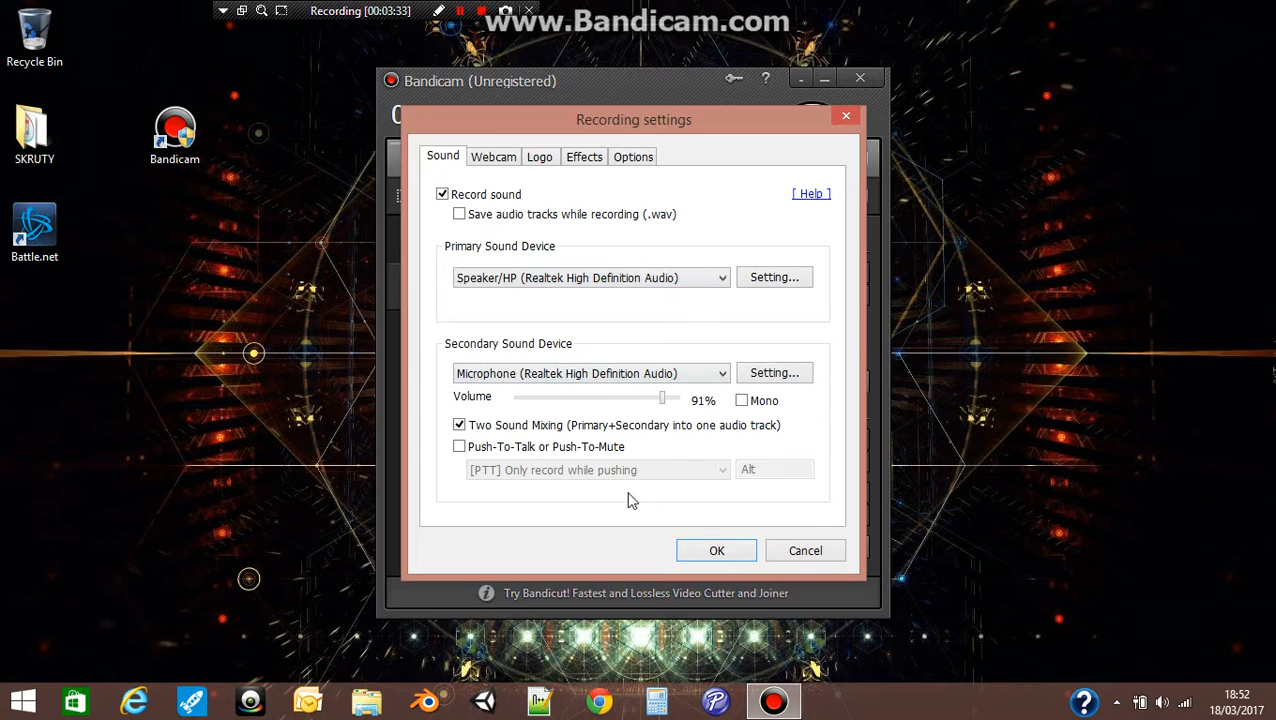 Recording [00:03:33]
www.Bandicam.com
Recycle Bin
SKRUTY
Bandicam
Battle.net
Bandicam (Unregistered)
?
Recording settings
Sound
Webcam
Logo
Effects
Options
Record sound
[ Help ]
Save audio tracks while recording (.wav)
Primary Sound Device
Speaker/HP (Realtek High Definition Audio)
Setting...
Secondary Sound Device
Microphone (Realtek High Definition Audio)
Setting...
Volume
91%
Mono
Two Sound Mixing (Primary+Secondary into one audio track)
Push-To-Talk or Push-To-Mute
[PTT] Only record while pushing
Alt
OK
Cancel
Try Bandicut! Fastest and Lossless Video Cutter and Joiner
18:52
18/03/2017